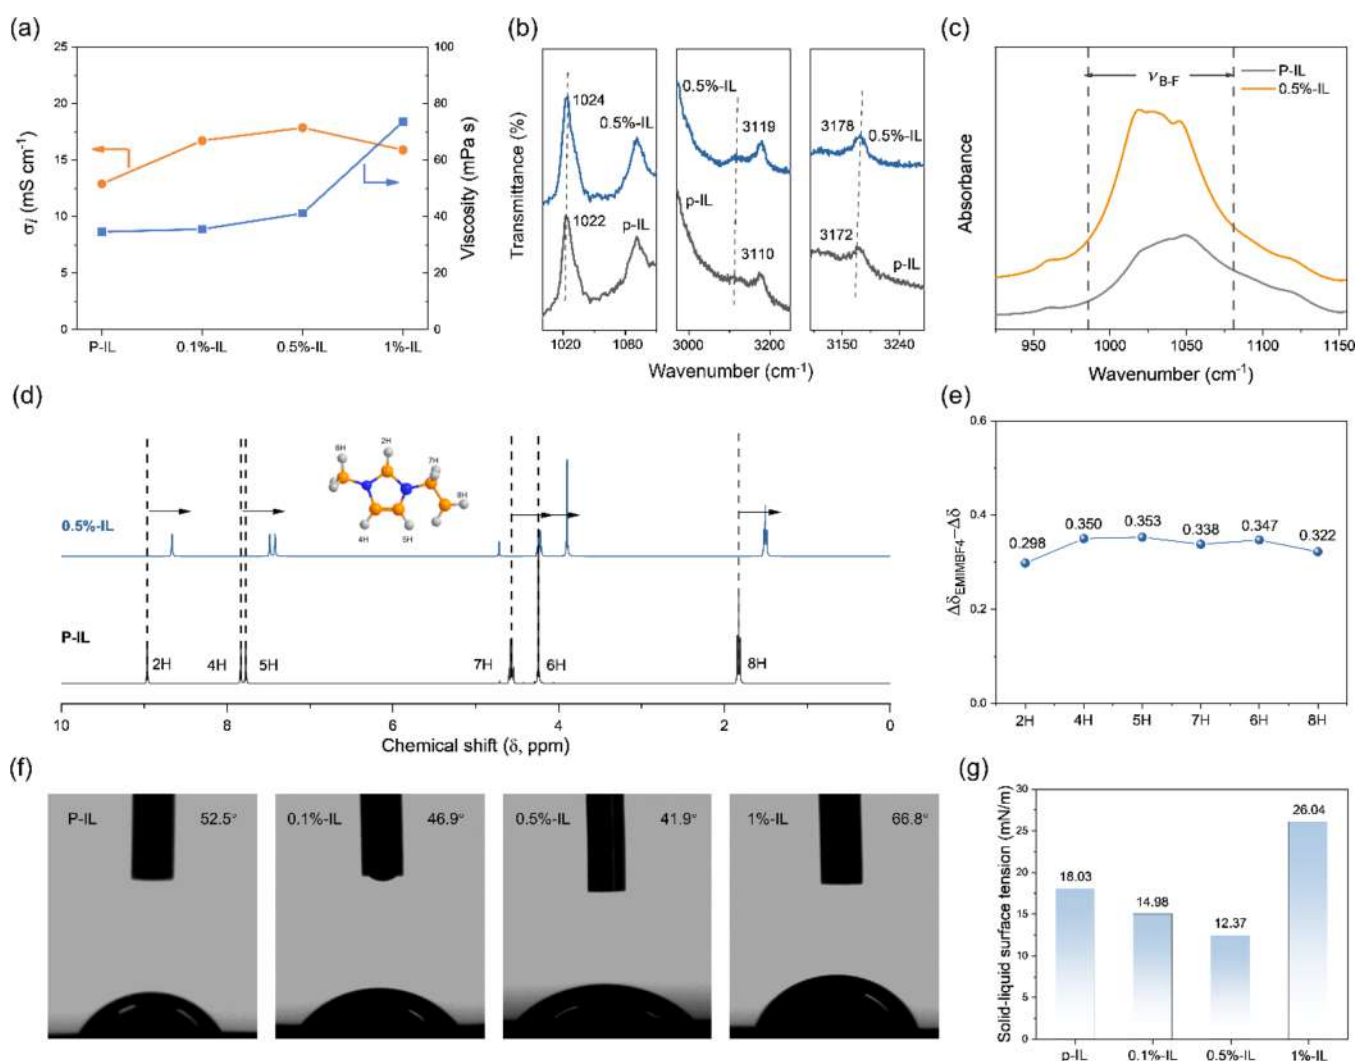 (a)
25
20
15
10
5
0
σi (mS cm-1)
100
80
60
40
20
0
Viscosity (mPa s)
P-IL 0.1%-IL 0.5%-IL 1%-IL
(b)
Transmittance (%)
1024
0.5%-IL
1022
p-IL
1020 1080
0.5%-IL
3119
p-IL
3110
3000 3200
3178
0.5%-IL
3172
p-IL
3150 3240
Wavenumber (cm-1)
(c)
Absorbance
νB-F
P-IL
0.5%-IL
950 1000 1050 1100 1150
Wavenumber (cm-1)
(d)
6H 2H 7H 8H
4H 5H
0.5%-IL
P-IL
2H 4H 5H 7H 6H 8H
10 8 6 4 2 0
Chemical shift (δ, ppm)
(e)
0.6
0.4
0.2
0.0
ΔδEMIMBF4-Δδ
0.298 0.350 0.353 0.338 0.347 0.322
2H 4H 5H 7H 6H 8H
(f)
P-IL 52.5°
0.1%-IL 46.9°
0.5%-IL 41.9°
1%-IL 66.8°
(g)
30
25
20
15
10
5
0
Solid-liquid surface tension (mN/m)
18.03
14.98
12.37
26.04
p-IL 0.1%-IL 0.5%-IL 1%-IL